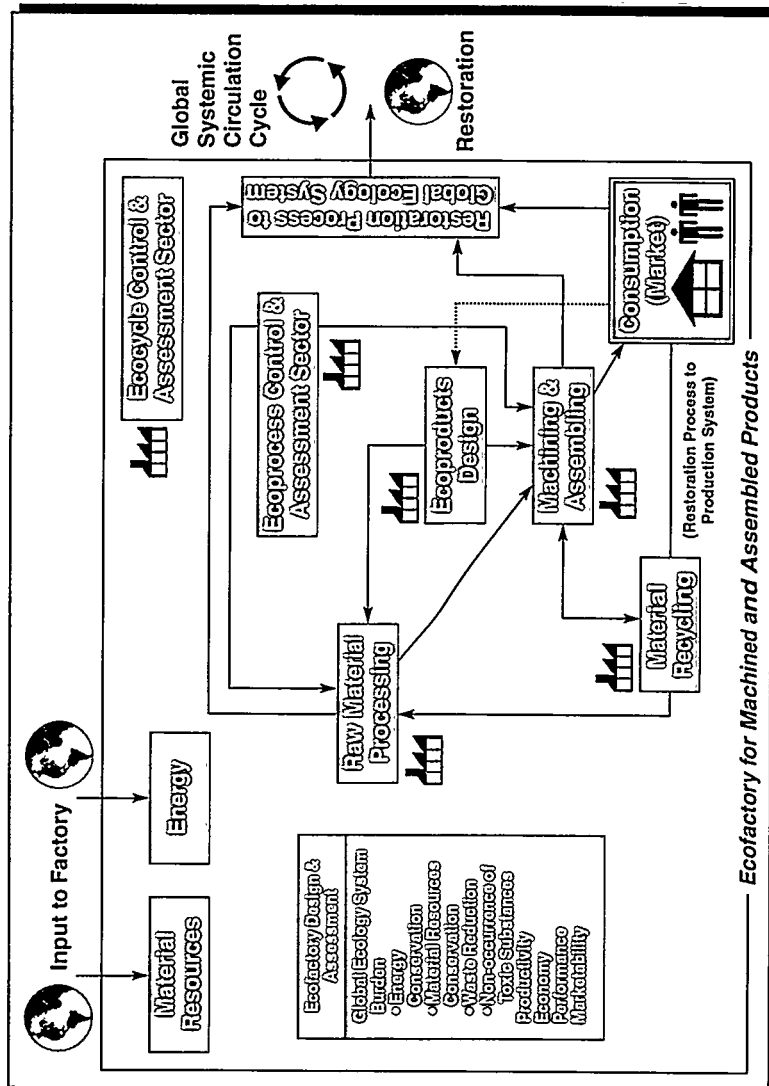 Input to Factory
Material
Resources
Energy
Ecocycle Control &
Assessment Sector
Global
Systemic
Circulation
Cycle
Restoration
Ecofactory Design &
Assessment
Global Ecology System
Burden
• Energy
Conservation
• Material Resources
Conservation
• Waste Reduction
• Non-occurrence of
Toxic Substances
Productivity
Economy
Performance
Marketability
Raw Material
Processing
Ecoprocess Control &
Assessment Sector
Restoration Process to
Global Ecology System
Ecoproducts
Design
Machining &
Assembling
Material
Recycling
(Restoration Process to
Production System)
Consumption
(Market)
Ecofactory for Machined and Assembled Products